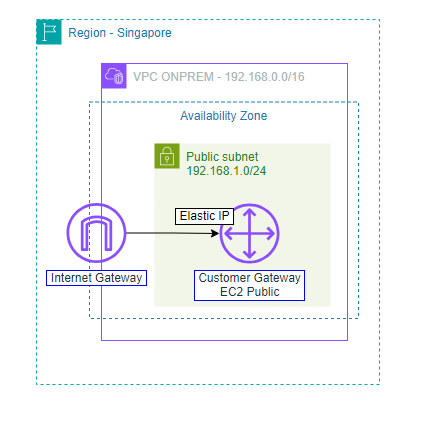 Region - Singapore
VPC ONPREM - 192.168.0.0/16
Availability Zone
Public subnet
192.168.1.0/24
Elastic IP
Internet Gateway
Customer Gateway
EC2 Public